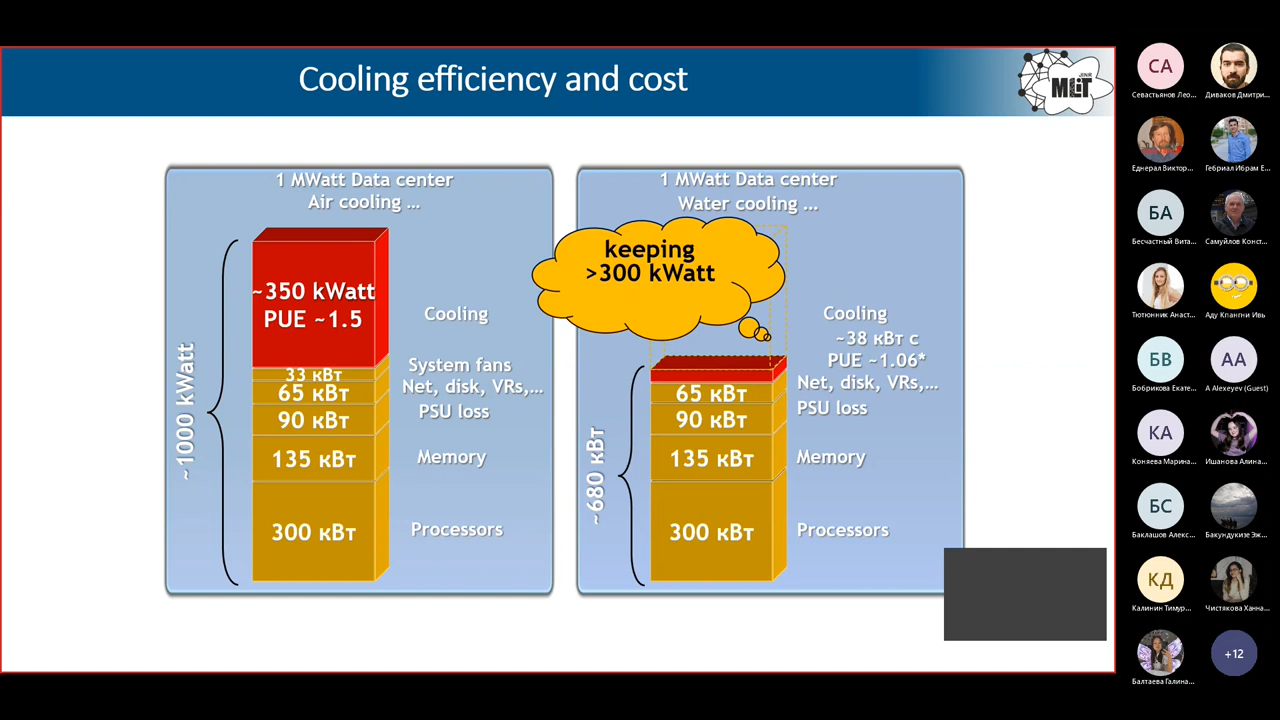 Cooling efficiency and cost
JINR
MLIT
1 MWatt Data center
Air cooling ...
~1000 kWatt
~350 kWatt
PUE ~1.5
33 кВт
65 кВт
90 кВт
135 кВт
300 кВт
Cooling
System fans
Net, disk, VRs,...
PSU loss
Memory
Processors
1 MWatt Data center
Water cooling ...
keeping
>300 kWatt
~680 кВт
65 кВт
90 кВт
135 кВт
300 кВт
Cooling
~38 кВт с
PUE ~1.06*
Net, disk, VRs,...
PSU loss
Memory
Processors
СА
Севастьянов Лео...
Диваков Дмитри...
Еднерал Виктор...
Гебриал Ибрам Е...
БА
Бесчастный Вита...
Самуйлов Конст...
Тютюнник Анаст...
Аду Кпангни Ивь
БВ
Бобрикова Екате...
АА
A Alexeyev (Guest)
КА
Коняева Марина...
Ишанова Алина...
БС
Баклашов Алекс...
Бакундукизе Эж...
КД
Калинин Тимур...
Чистякова Ханна...
Балтаева Галина...
+12